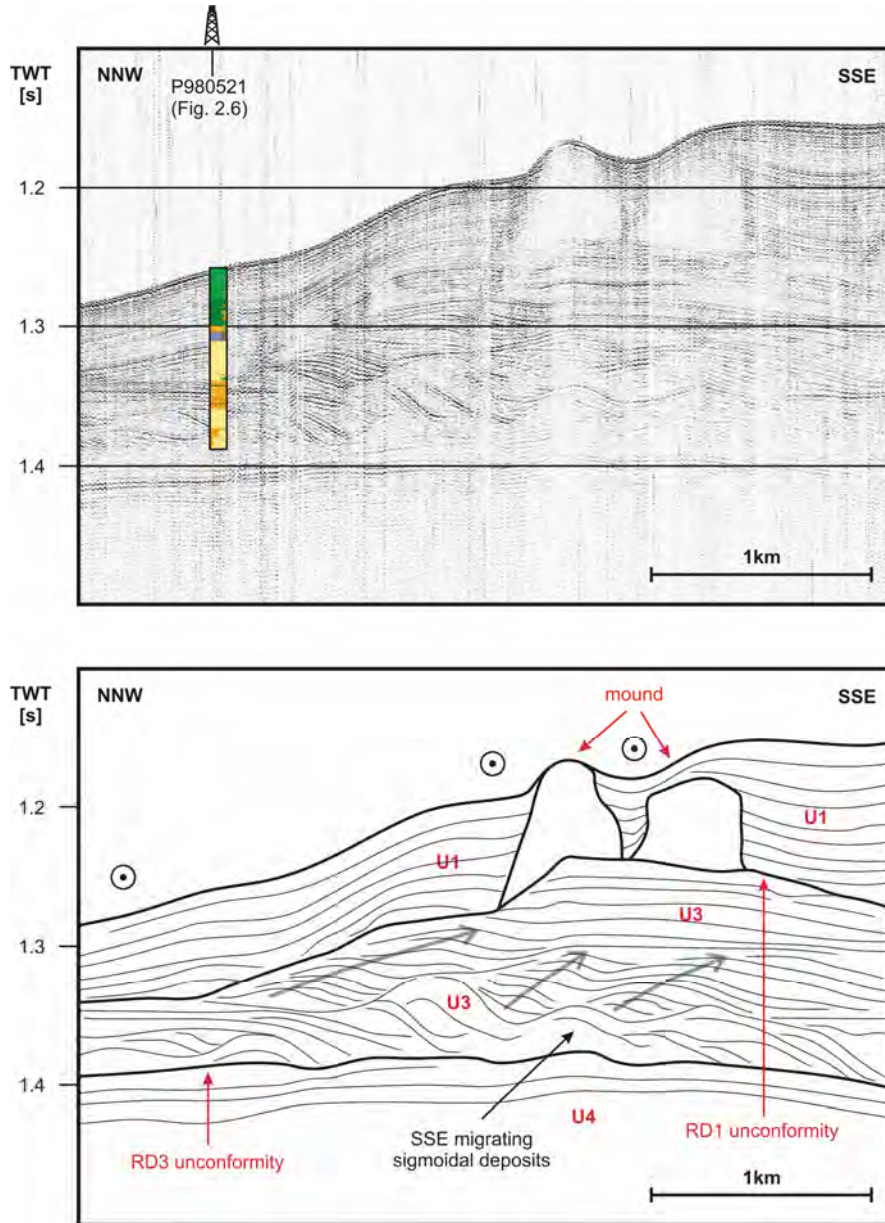 TWT
[s]
NNW
P980521
(Fig. 2.6)
SSE
1.2
1.3
1.4
1km
TWT
[s]
NNW
mound
SSE
1.2
U1
U1
U3
1.3
U3
1.4
U4
RD3 unconformity
SSE migrating
sigmoidal deposits
RD1 unconformity
1km